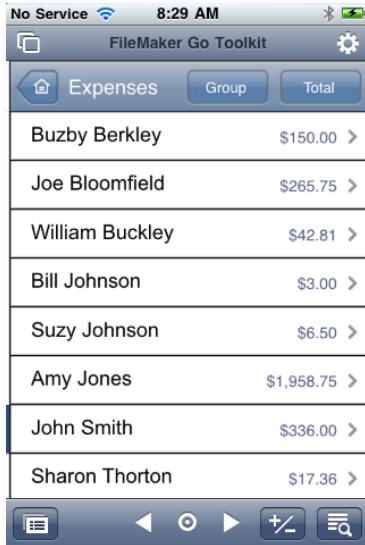 No Service 8:29 AM
FileMaker Go Toolkit
Expenses Group Total
Buzby Berkley $150.00
Joe Bloomfield $265.75
William Buckley $42.81
Bill Johnson $3.00
Suzy Johnson $6.50
Amy Jones $1,958.75
John Smith $336.00
Sharon Thorton $17.36